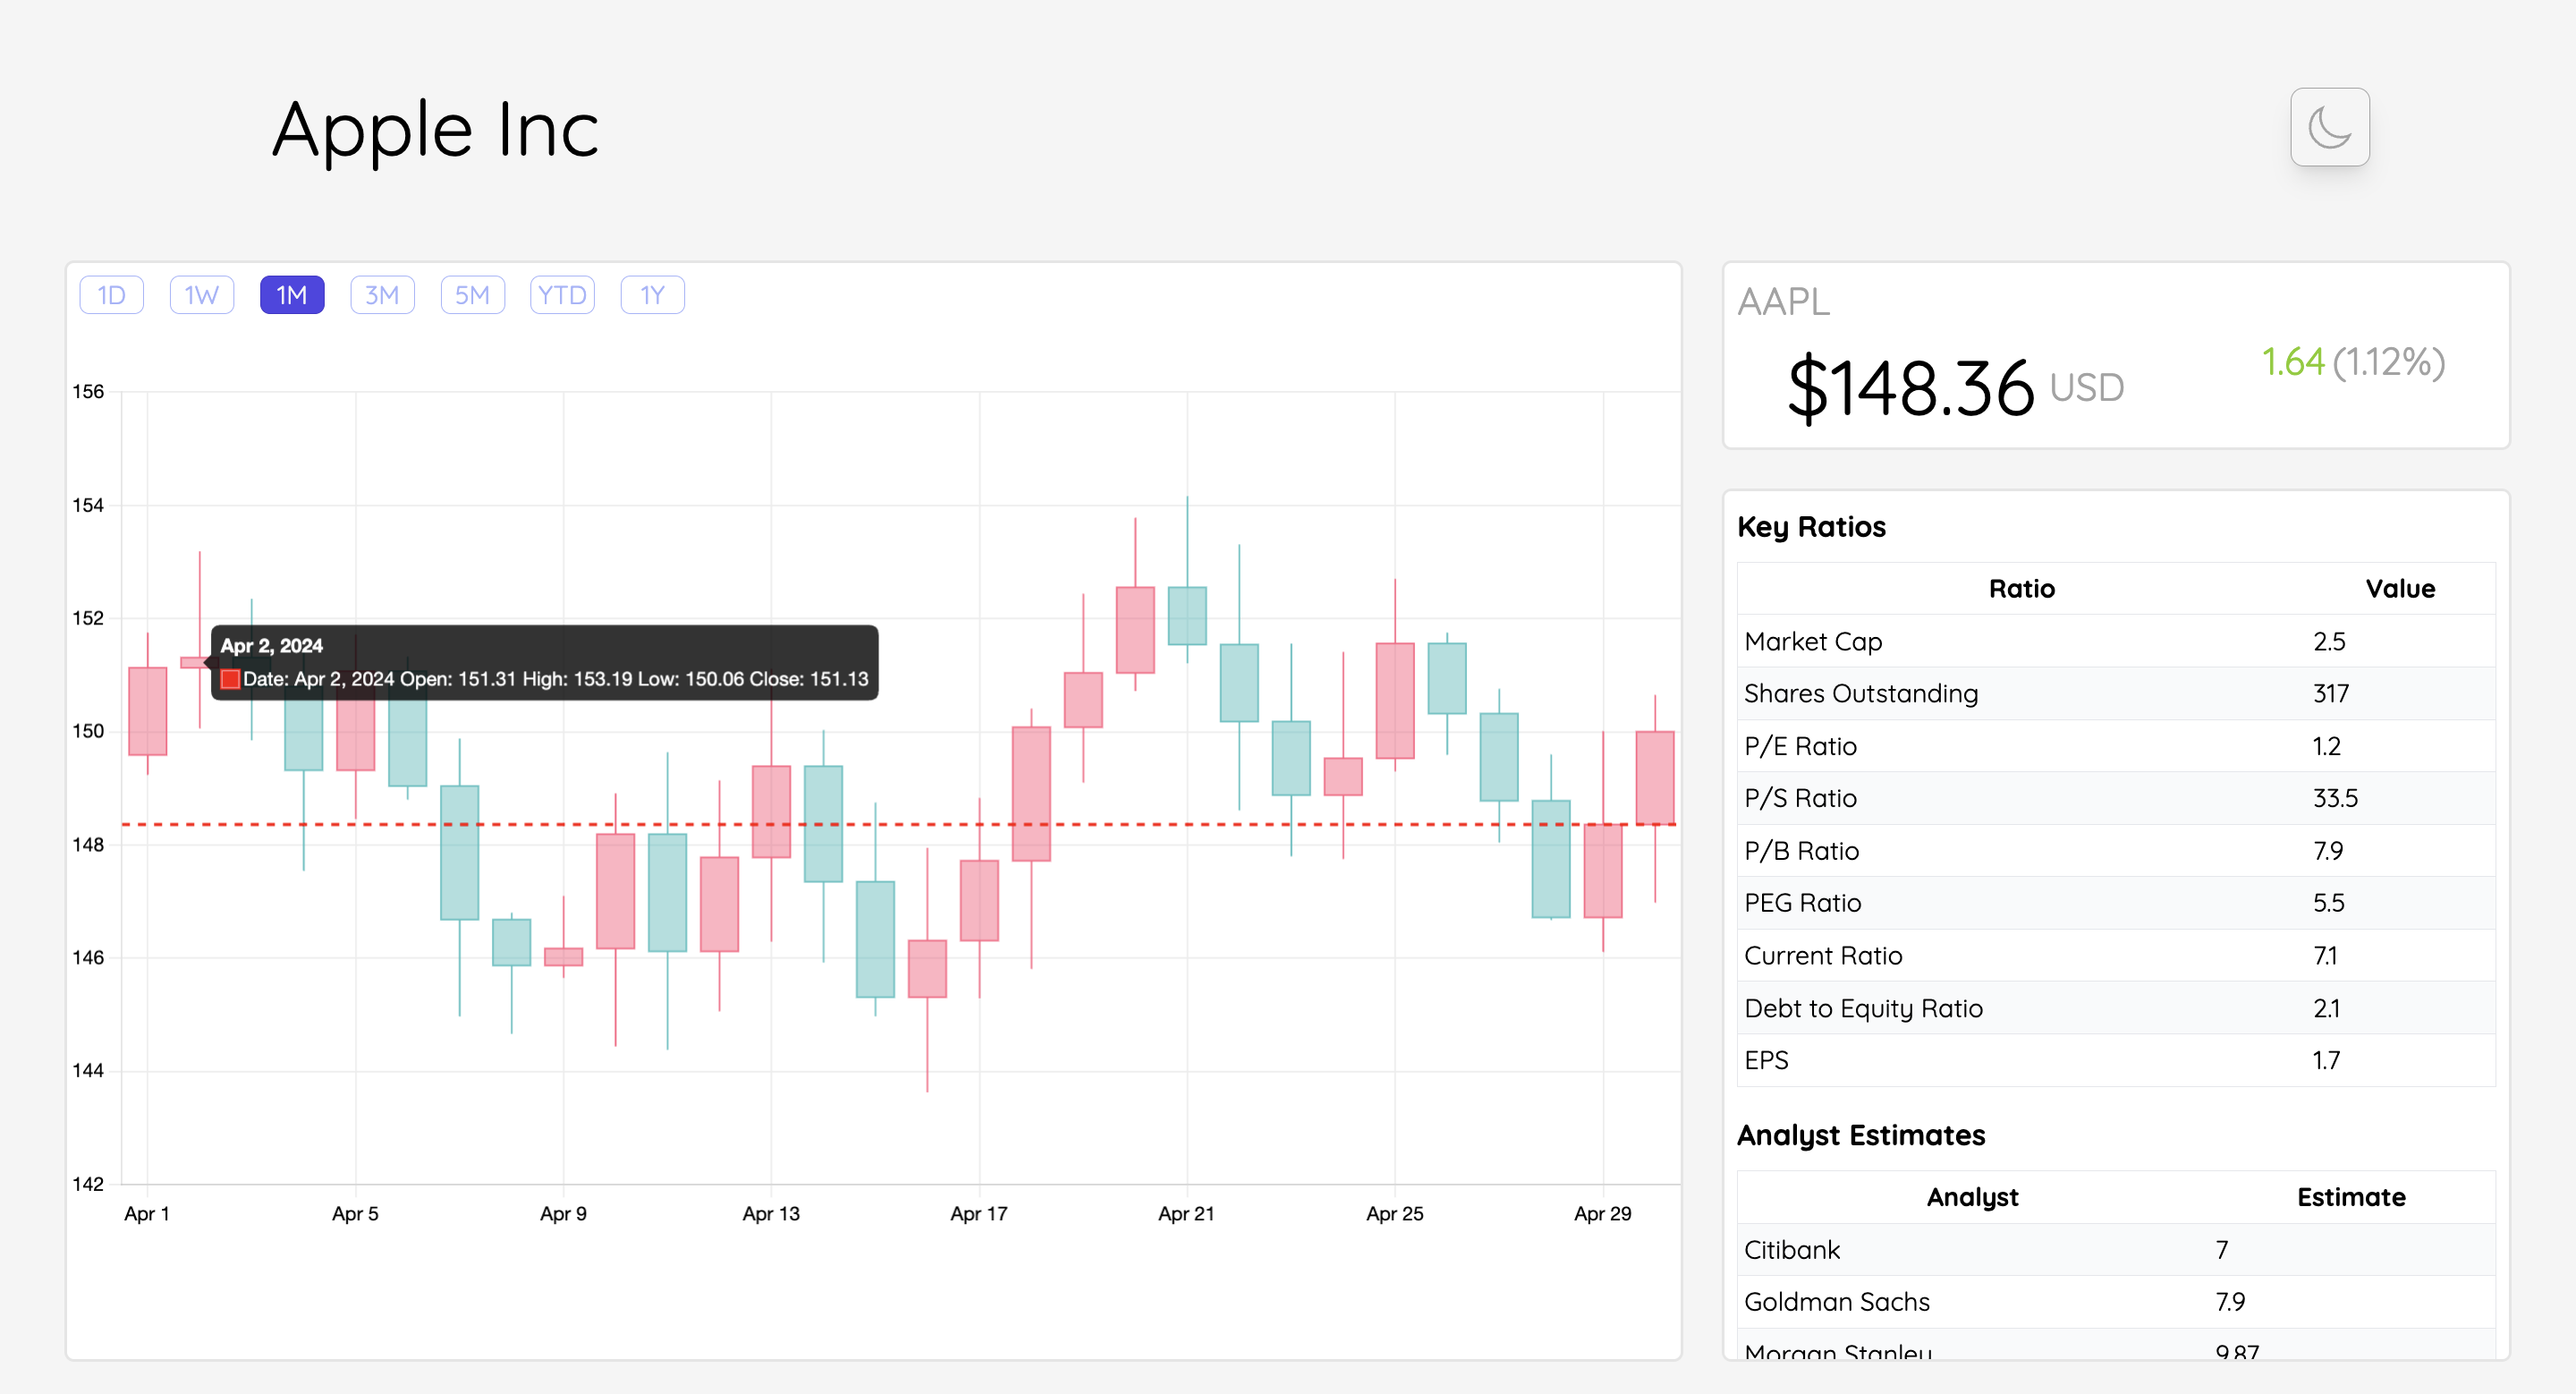 Apple Inc
1D 1W 1M 3M 5M YTD 1Y
156
154
152
150
148
146
144
142
Apr 2, 2024
Date: Apr 2, 2024 Open: 151.31 High: 153.19 Low: 150.06 Close: 151.13
Apr 1 Apr 5 Apr 9 Apr 13 Apr 17 Apr 21 Apr 25 Apr 29
AAPL
$148.36 USD 1.64 (1.12%)
Key Ratios
Ratio Value
Market Cap 2.5
Shares Outstanding 317
P/E Ratio 1.2
P/S Ratio 33.5
P/B Ratio 7.9
PEG Ratio 5.5
Current Ratio 7.1
Debt to Equity Ratio 2.1
EPS 1.7
Analyst Estimates
Analyst Estimate
Citibank 7
Goldman Sachs 7.9
Morgan Stanley 9.87